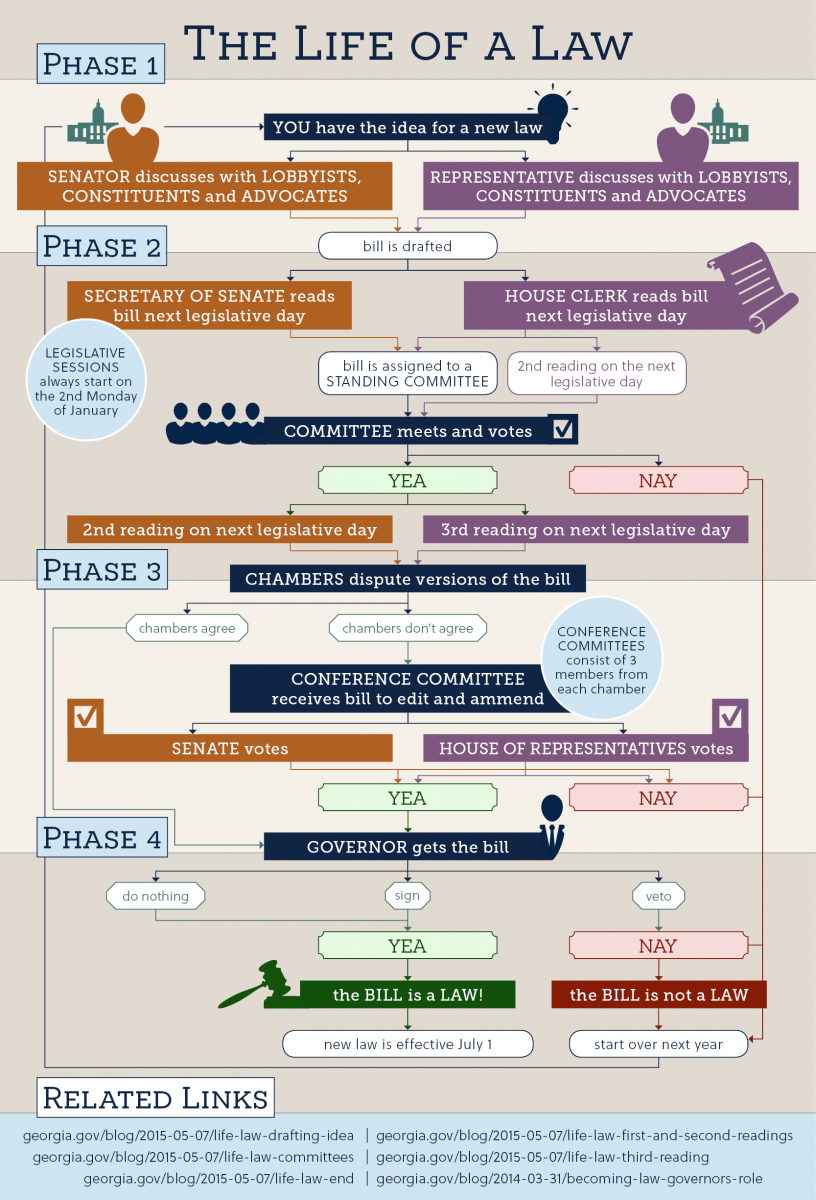 THE LIFE OF A LAW
PHASE 1
YOU have the idea for a new law
SENATOR discusses with LOBBYISTS,
CONSTITUENTS and ADVOCATES
REPRESENTATIVE discusses with LOBBYISTS,
CONSTITUENTS and ADVOCATES
PHASE 2
bill is drafted
SECRETARY OF SENATE reads
bill next legislative day
HOUSE CLERK reads bill
next legislative day
LEGISLATIVE
SESSIONS
always start on
the 2nd Monday
of January
bill is assigned to a
STANDING COMMITTEE
2nd reading on the next
legislative day
COMMITTEE meets and votes
YEA
NAY
2nd reading on next legislative day
3rd reading on next legislative day
PHASE 3
CHAMBERS dispute versions of the bill
chambers agree
chambers don't agree
CONFERENCE
COMMITTEES
consist of 3
members from
each chamber
CONFERENCE COMMITTEE
receives bill to edit and ammend
SENATE votes
HOUSE OF REPRESENTATIVES votes
YEA
NAY
PHASE 4
GOVERNOR gets the bill
do nothing
sign
veto
YEA
NAY
the BILL is a LAW!
the BILL is not a LAW
new law is effective July 1
start over next year
RELATED LINKS
georgia.gov/blog/2015-05-07/life-law-drafting-idea | georgia.gov/blog/2015-05-07/life-law-first-and-second-readings
georgia.gov/blog/2015-05-07/life-law-committees | georgia.gov/blog/2015-05-07/life-law-third-reading
georgia.gov/blog/2015-05-07/life-law-end | georgia.gov/blog/2014-03-31/becoming-law-governors-role